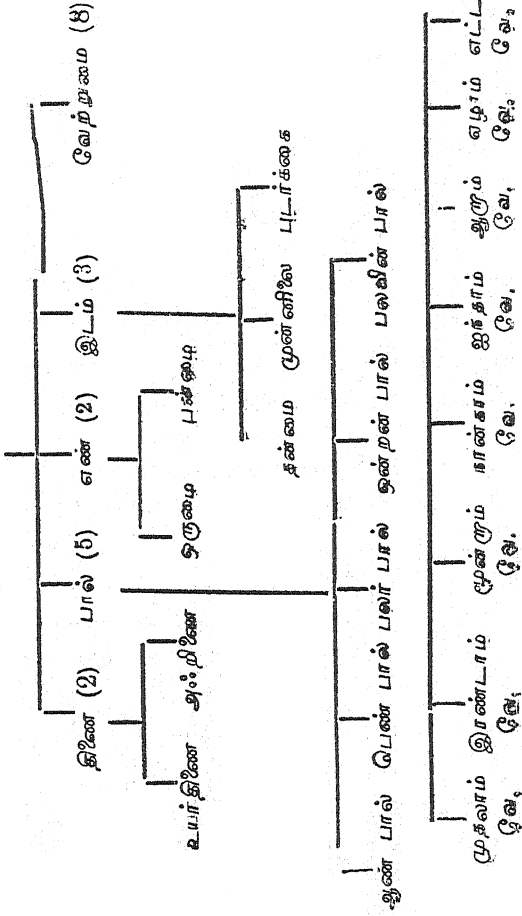 திணை (2) பால் (5) எண் (2) இடம் (3) வேற்றுமை (8)
உயர்திணை அஃறிணை ஒருமை பன்மை
தன்மை முன்னிலை படர்க்கை
ஆண் பால் பெண் பால் பலர் பால் ஒன்றன் பால் பலவின் பால்
முதலாம் இரண்டாம் மூன்றாம் நான்காம் ஐந்தாம் ஆறாம் ஏழாம் எட்ட
வே. வே. வே. வே. வே. வே. வே. வே.